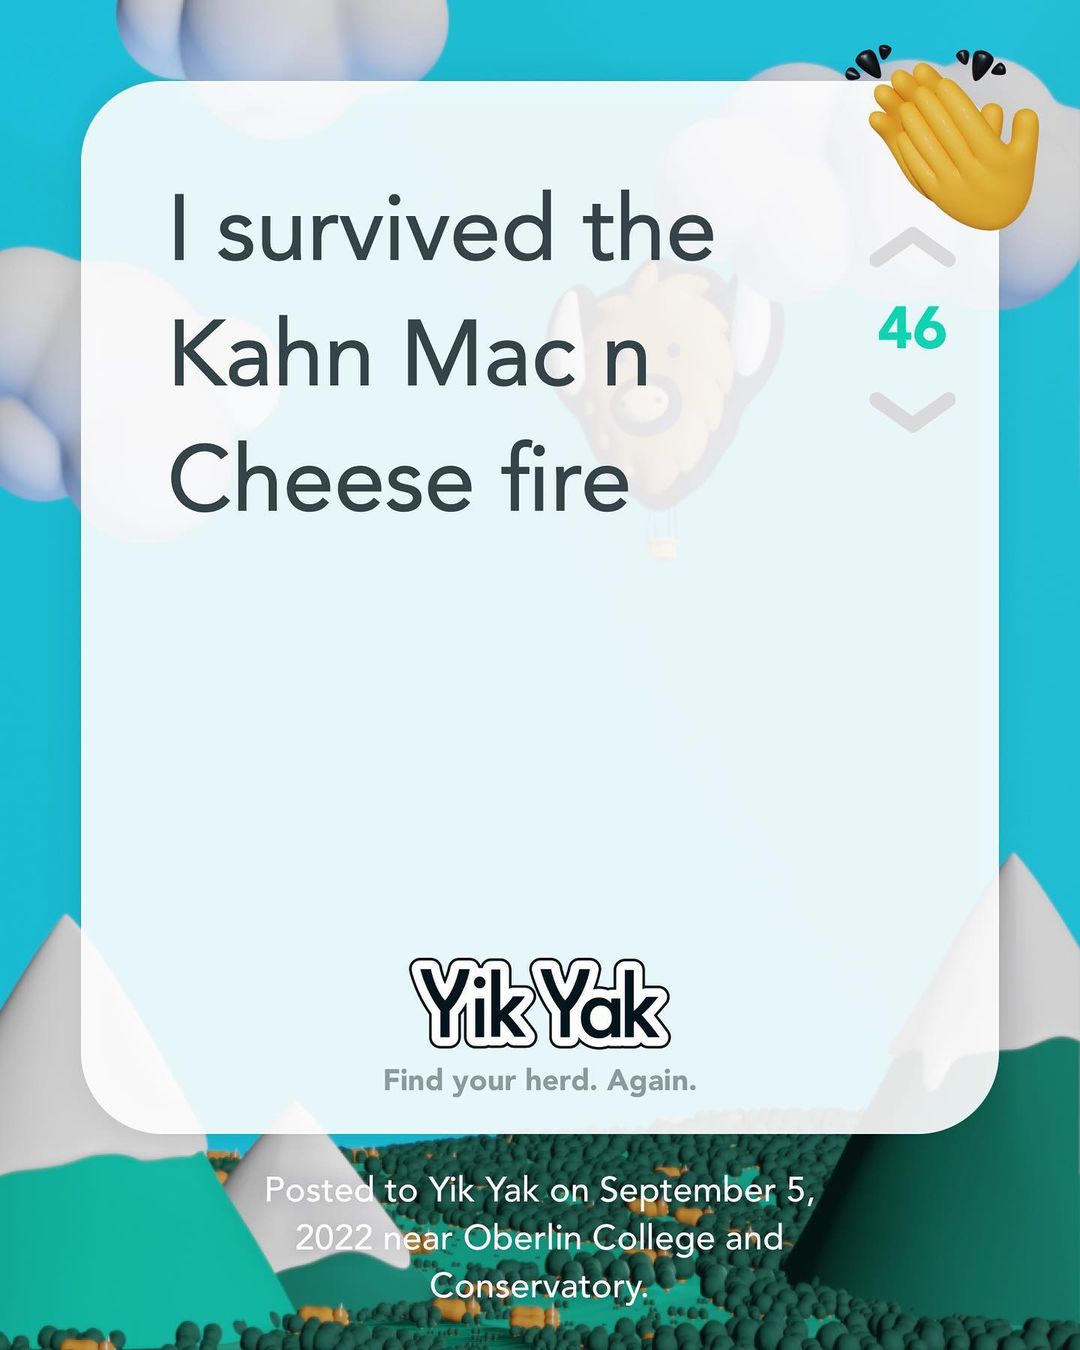 I survived the
Kahn Mac n
Cheese fire
46
Yik Yak
Find your herd. Again.
Posted to Yik Yak on September 5,
2022 near Oberlin College and
Conservatory.